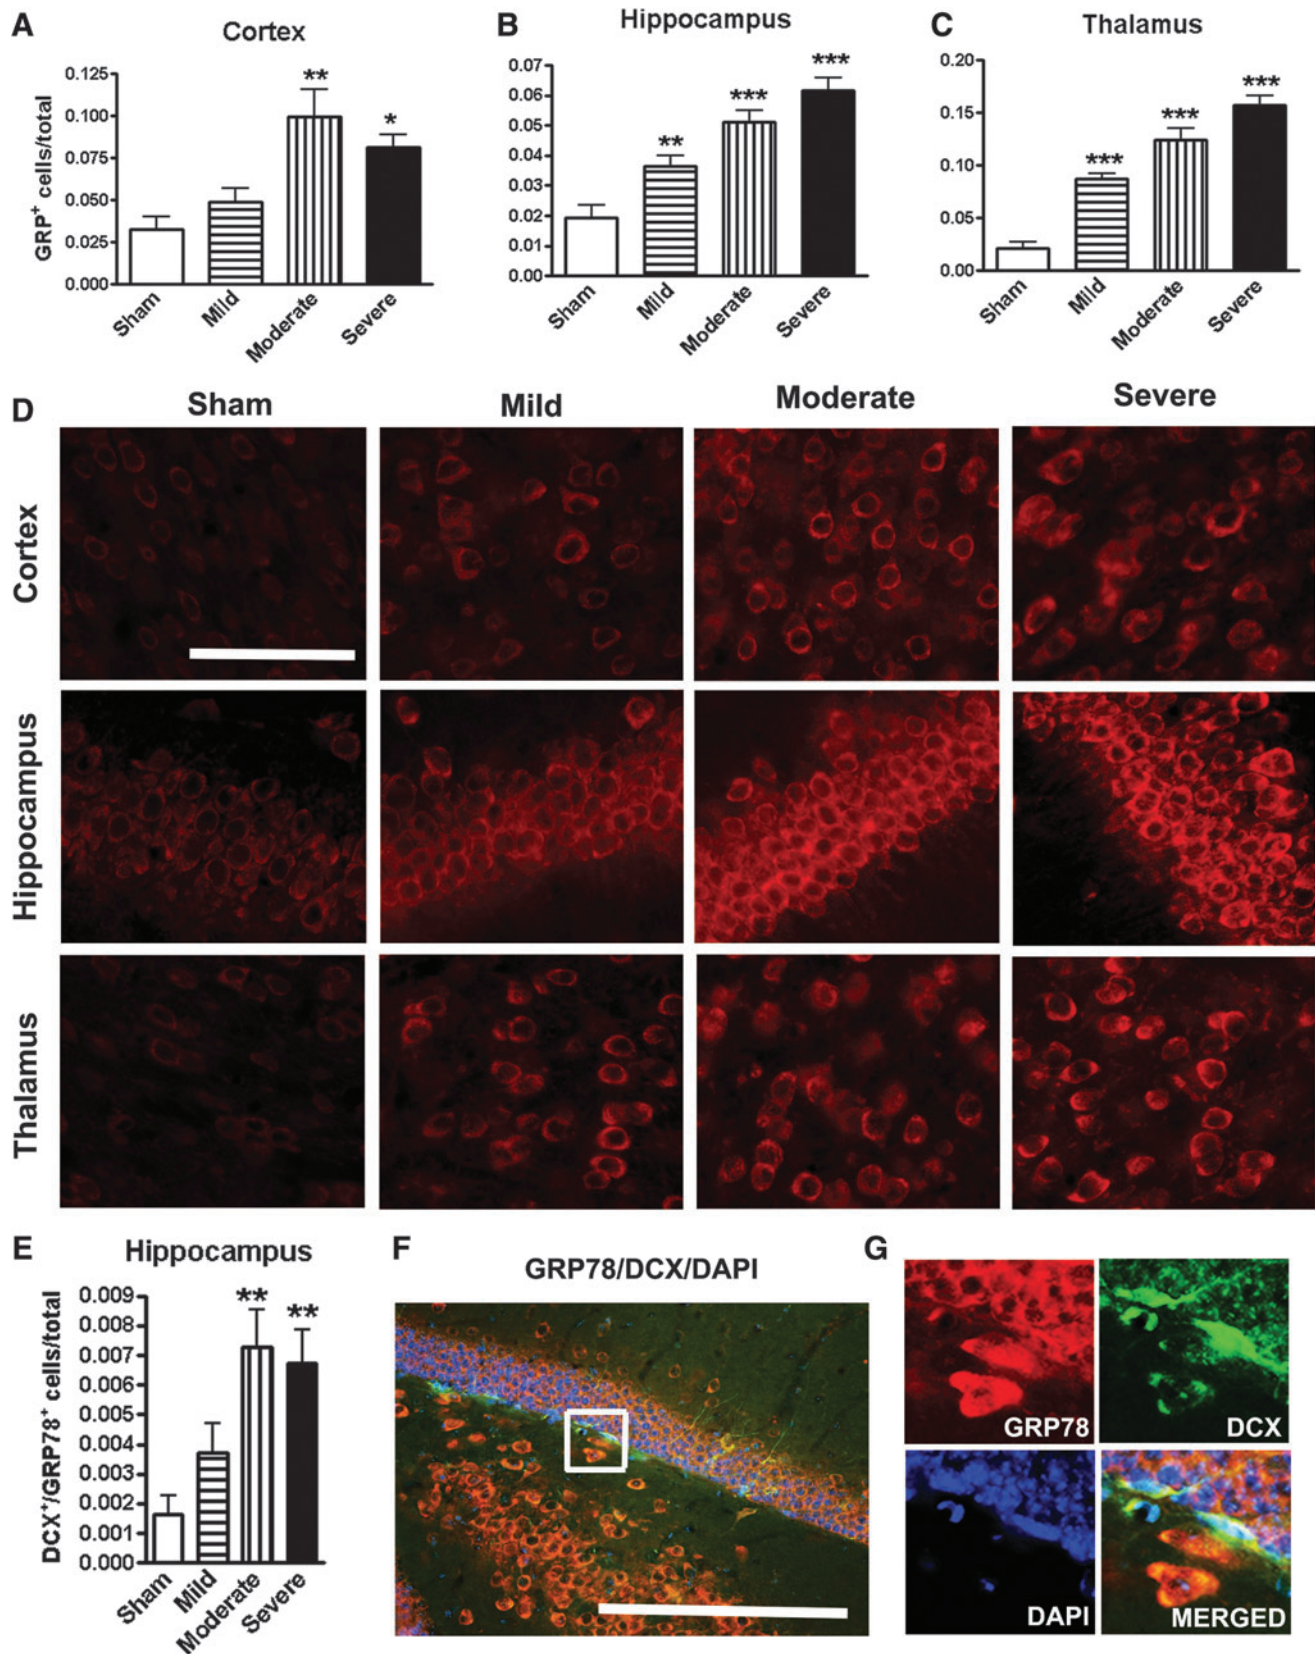 A
Cortex
GRP⁺ cells/total
0.125
0.100
0.075
0.050
0.025
0.000
**
*
Sham
Mild
Moderate
Severe
B
Hippocampus
0.07
0.06
0.05
0.04
0.03
0.02
0.01
0.00
**
***
***
Sham
Mild
Moderate
Severe
C
Thalamus
0.20
0.15
0.10
0.05
0.00
***
***
***
Sham
Mild
Moderate
Severe
D
Sham
Mild
Moderate
Severe
Cortex
Hippocampus
Thalamus
E
Hippocampus
DCX⁺/GRP78⁺ cells/total
0.009
0.008
0.007
0.006
0.005
0.004
0.003
0.002
0.001
0.000
**
**
Sham
Mild
Moderate
Severe
F
GRP78/DCX/DAPI
G
GRP78
DCX
DAPI
MERGED